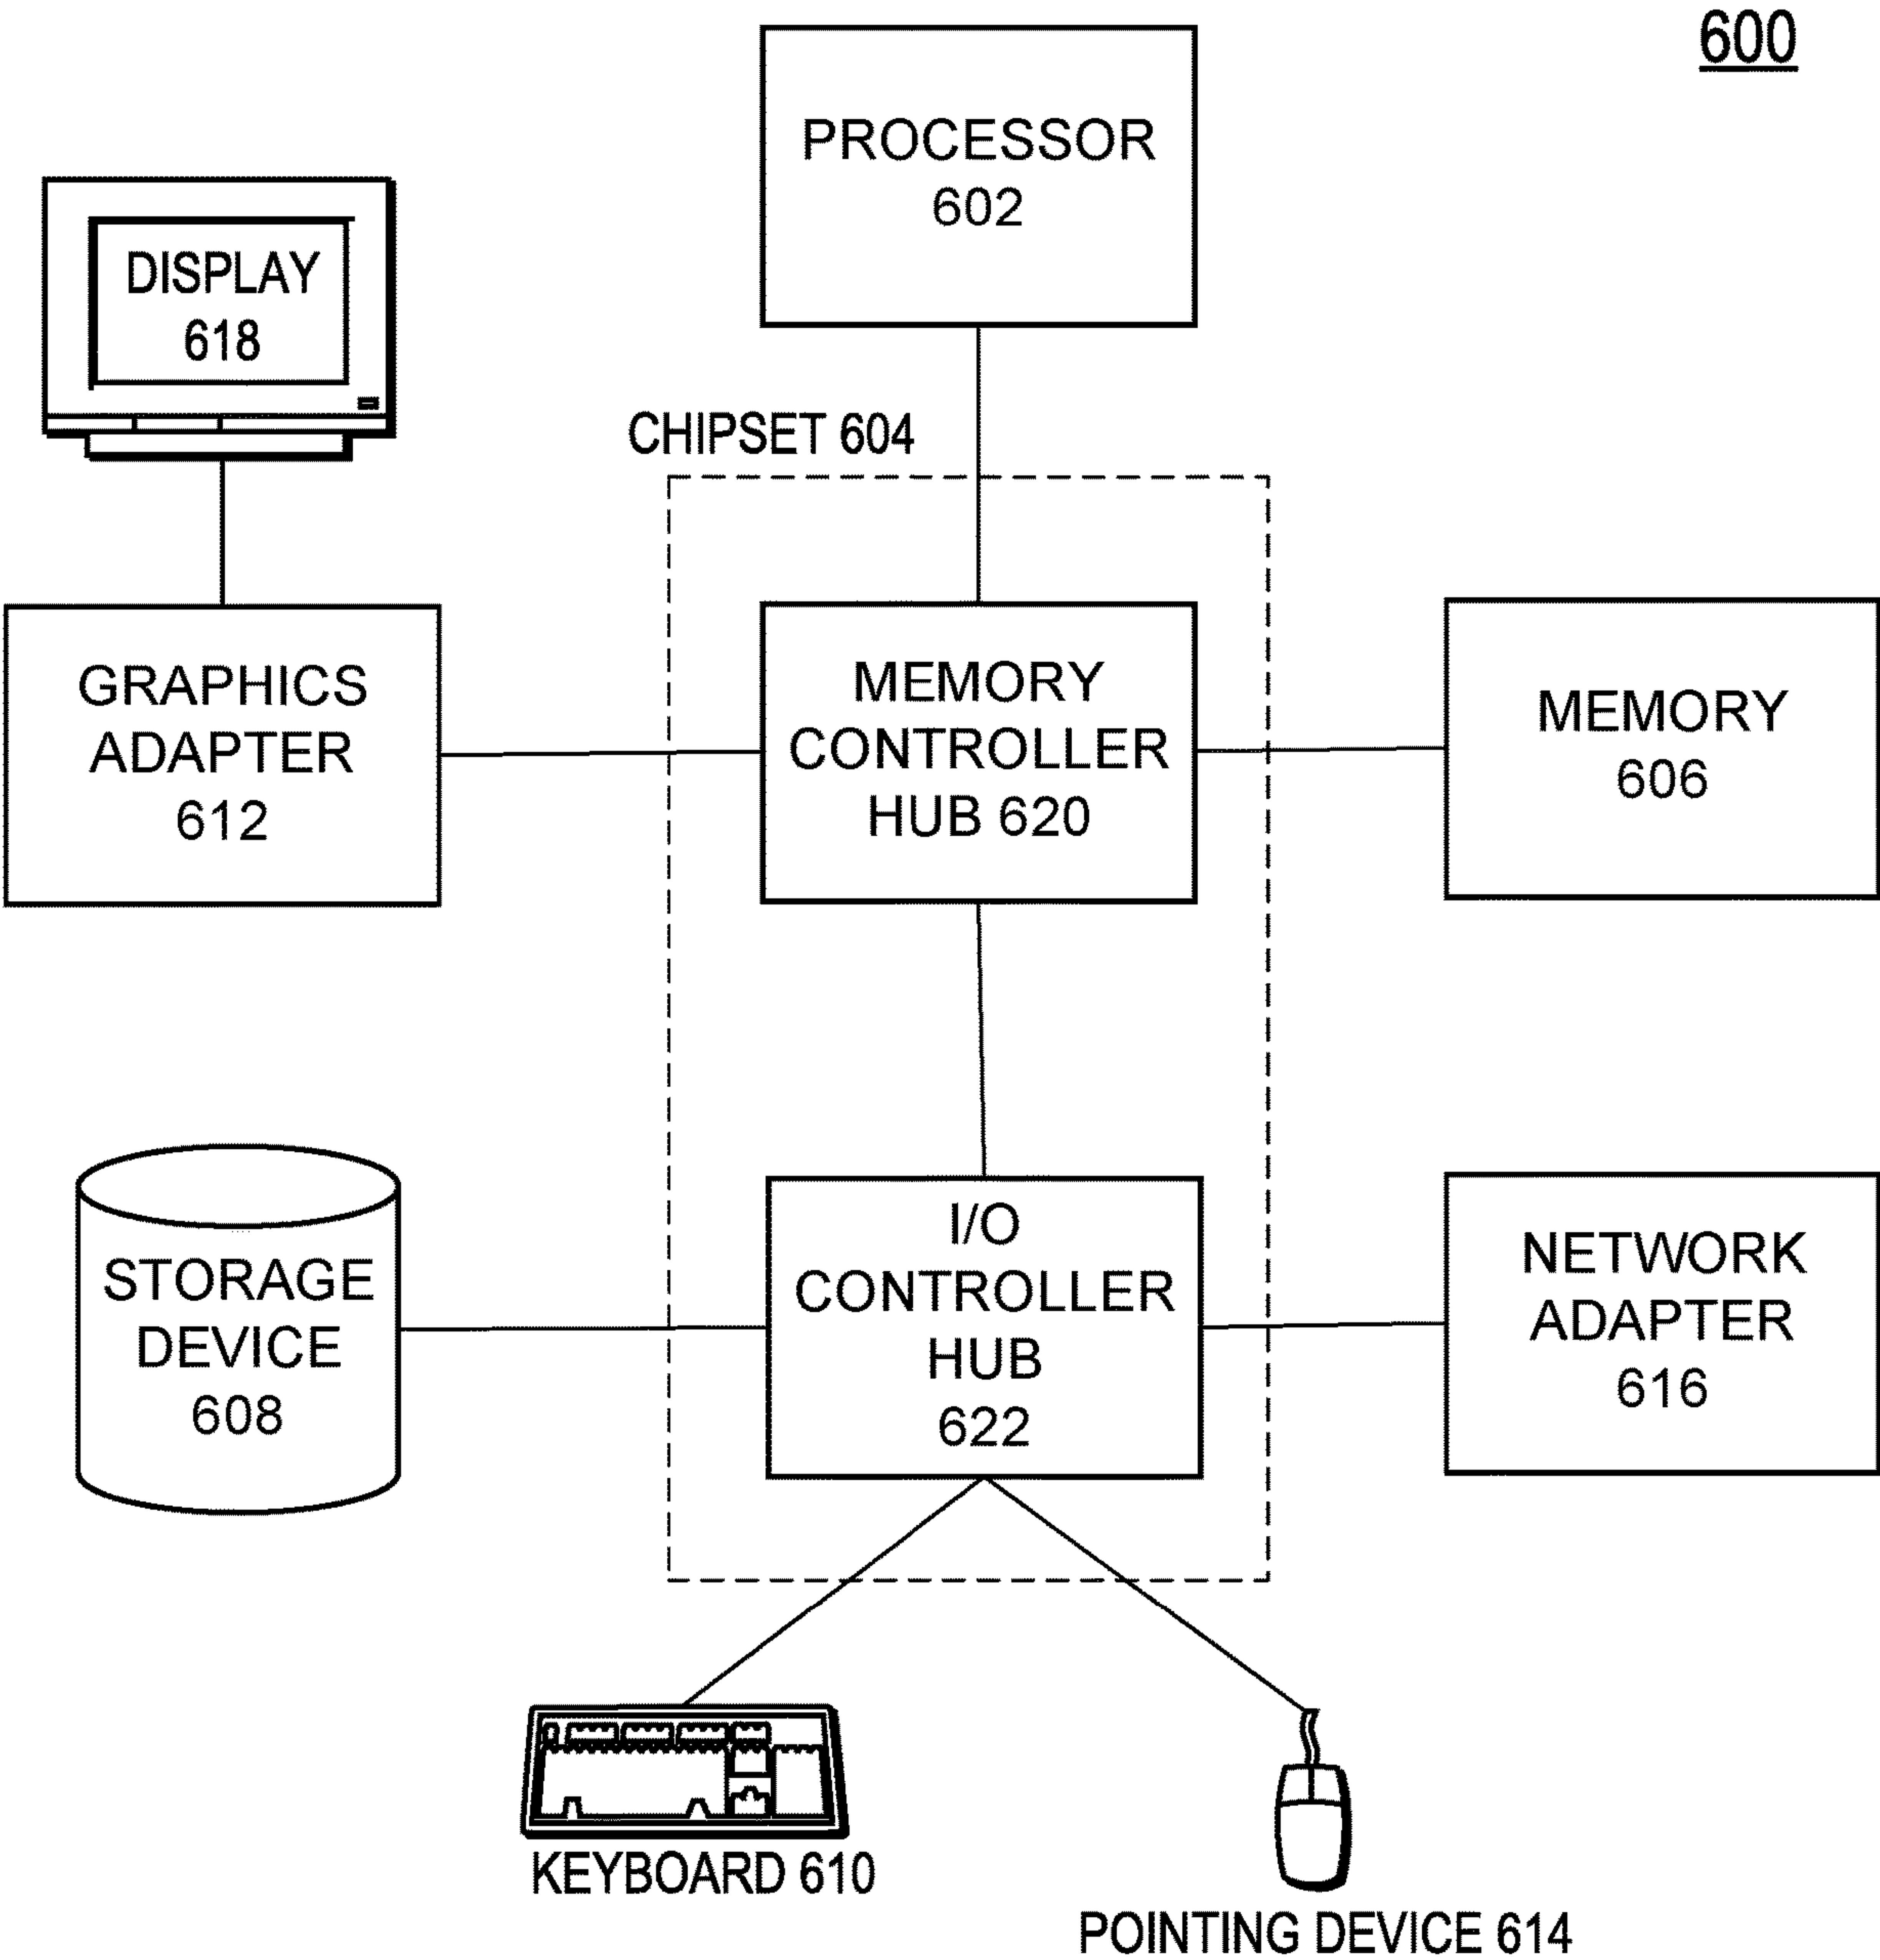 600
PROCESSOR
602
DISPLAY
618
CHIPSET 604
GRAPHICS
ADAPTER
612
MEMORY
CONTROLLER
HUB 620
MEMORY
606
STORAGE
DEVICE
608
I/O
CONTROLLER
HUB
622
NETWORK
ADAPTER
616
KEYBOARD 610
POINTING DEVICE 614